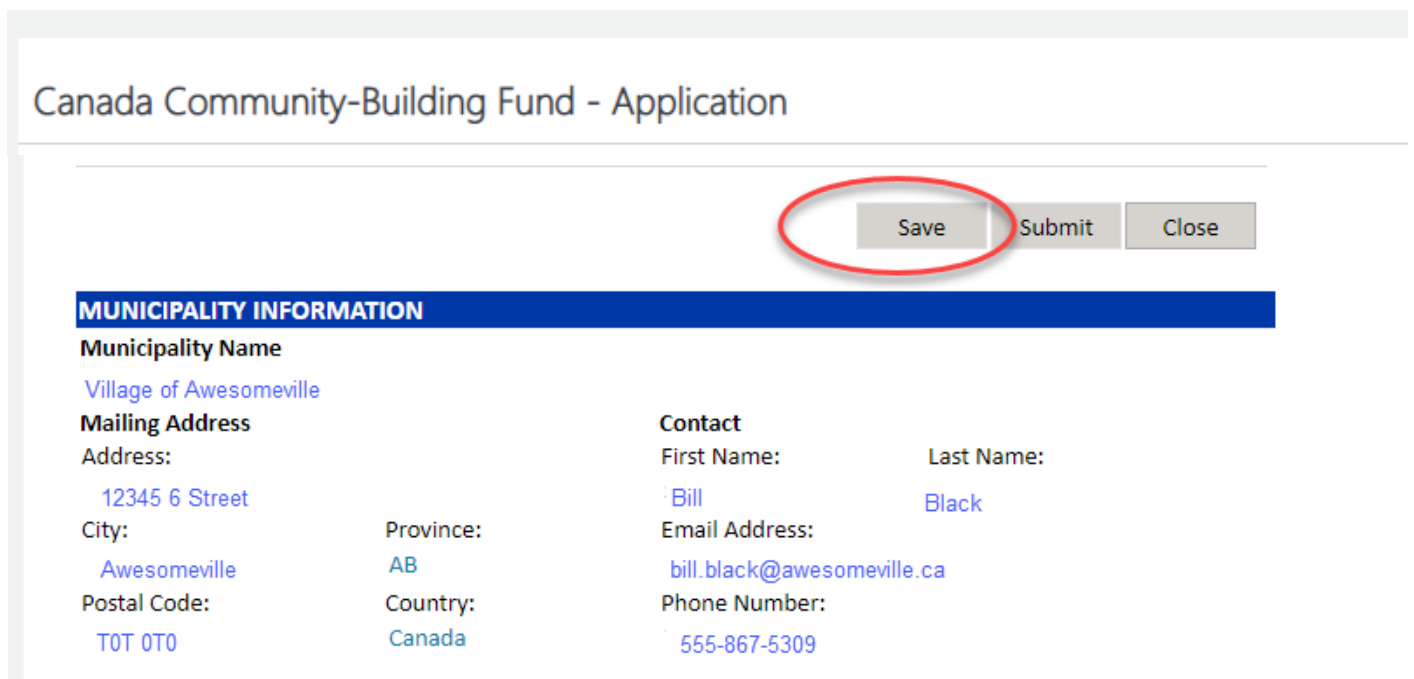 Canada Community-Building Fund - Application
Save Submit Close
MUNICIPALITY INFORMATION
Municipality Name
Village of Awesomeville
Mailing Address Contact
Address: First Name: Last Name:
12345 6 Street Bill Black
City: Province: Email Address:
Awesomeville AB bill.black@awesomeville.ca
Postal Code: Country: Phone Number:
T0T 0T0 Canada 555-867-5309